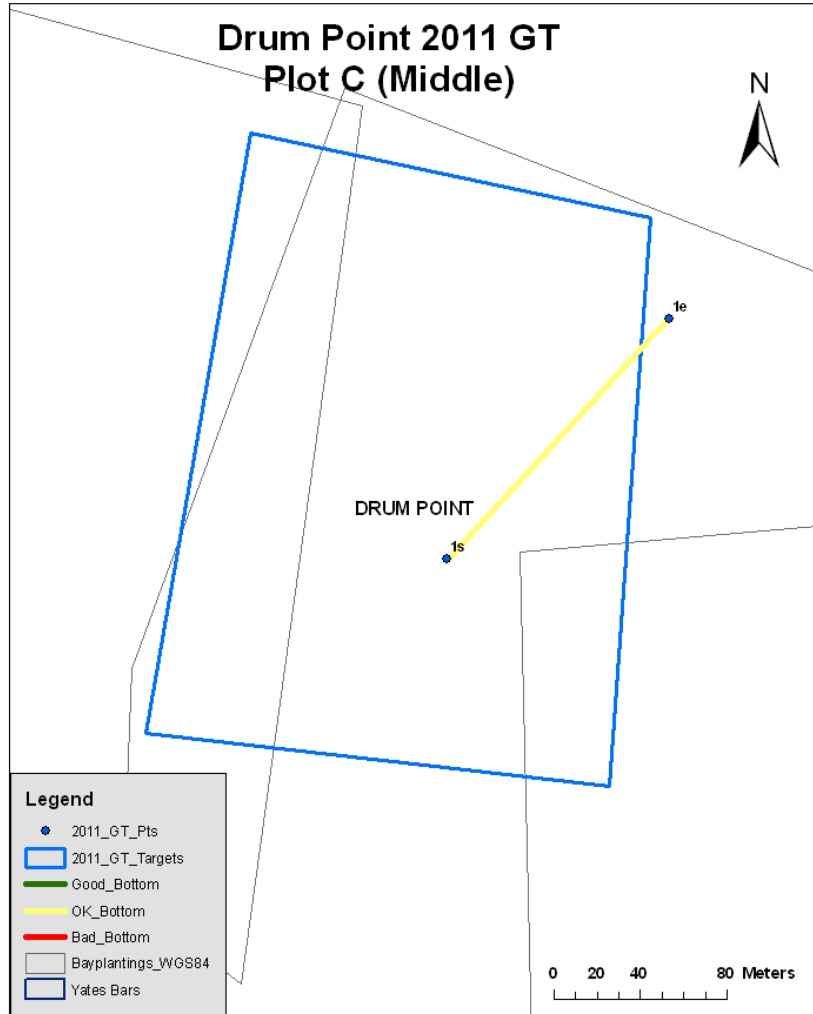 Drum Point 2011 GT
Plot C (Middle)
N
1e
DRUM POINT
1s
Legend
2011_GT_Pts
2011_GT_Targets
Good_Bottom
OK_Bottom
Bad_Bottom
Bayplantings_WGS84
Yates Bars
0 20 40 80 Meters